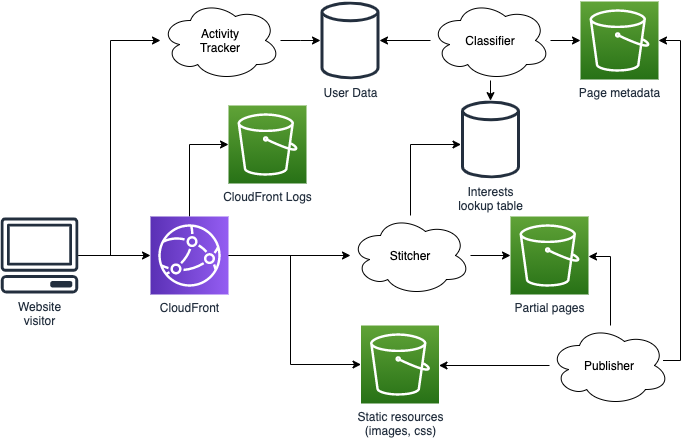 Activity
Tracker
User Data
Classifier
Page metadata
CloudFront Logs
Interests
lookup table
Website
visitor
CloudFront
Stitcher
Partial pages
Publisher
Static resources
(images, css)